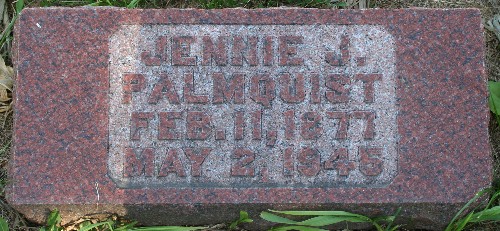 JENNIE J.
PALMQUIST
FEB. 11, 1877
MAY 2, 1945